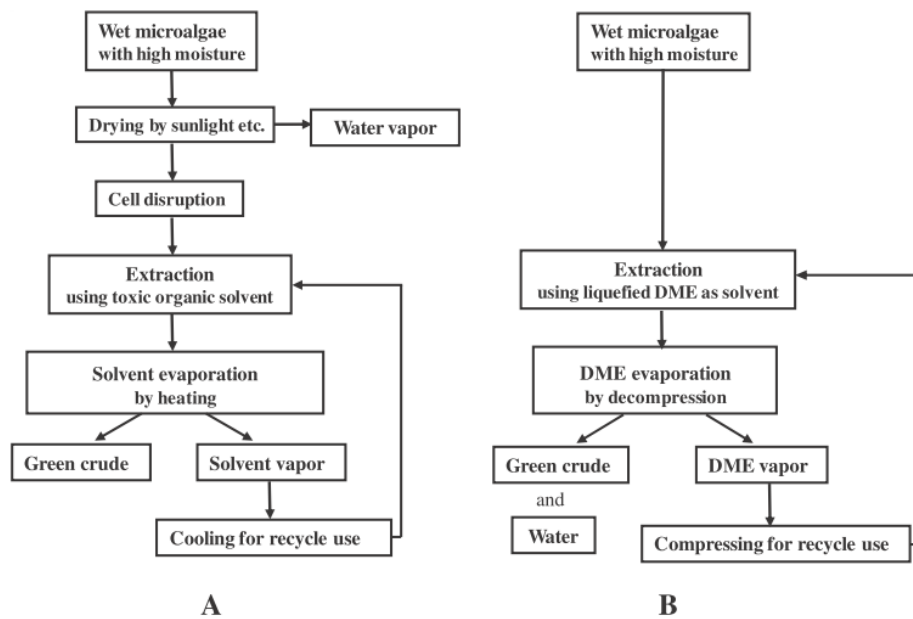 Wet microalgae
with high moisture
Drying by sunlight etc.
Water vapor
Cell disruption
Extraction
using toxic organic solvent
Solvent evaporation
by heating
Green crude
Solvent vapor
Cooling for recycle use
A
Wet microalgae
with high moisture
Extraction
using liquefied DME as solvent
DME evaporation
by decompression
Green crude
and
Water
DME vapor
Compressing for recycle use
B